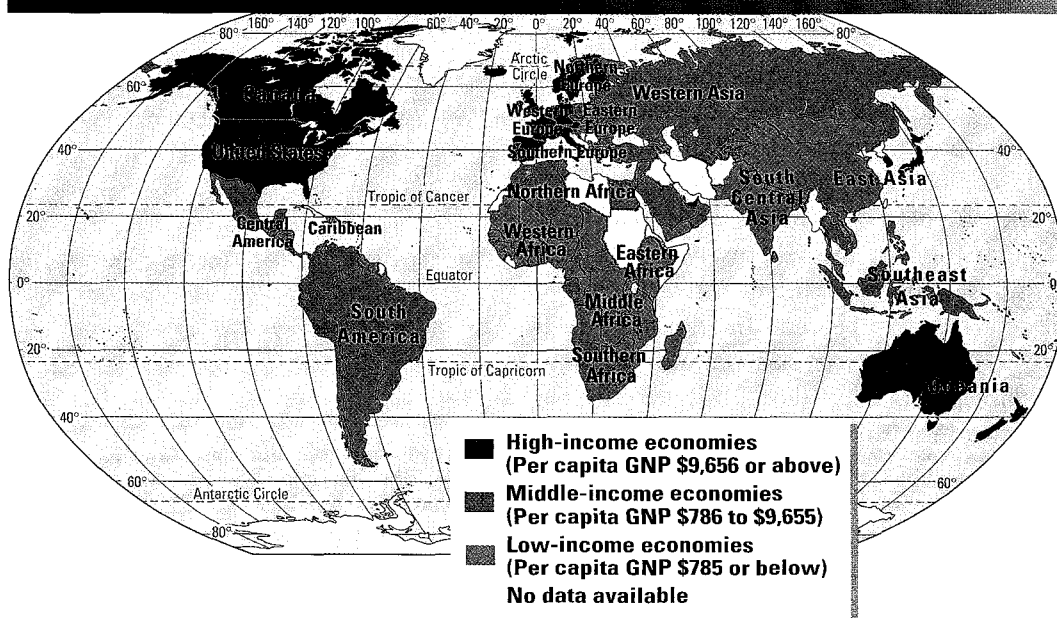 160° 140° 120° 100° 60° 40° 20° 0° 20° 40° 60° 100° 120° 140° 160°
80° 80°
Arctic
Circle
Northern
Europe
60° 60°
Canada
Western Asia
Western
Europe
Eastern
Europe
40° 40°
United States
Southern Europe
East Asia
South
Central
Asia
Northern Africa
Tropic of Cancer
20° 20°
Central
America
Caribbean
Western
Africa
Eastern
Africa
Equator
0° 0°
Southeast
Asia
South
America
Middle
Africa
20° 20°
Tropic of Capricorn
Southern
Africa
Oceania
40°
High-income economies
(Per capita GNP $9,656 or above)
60° 60°
Antarctic Circle
Middle-income economies
(Per capita GNP $786 to $9,655)
80° 80°
Low-income economies
(Per capita GNP $785 or below)
No data available